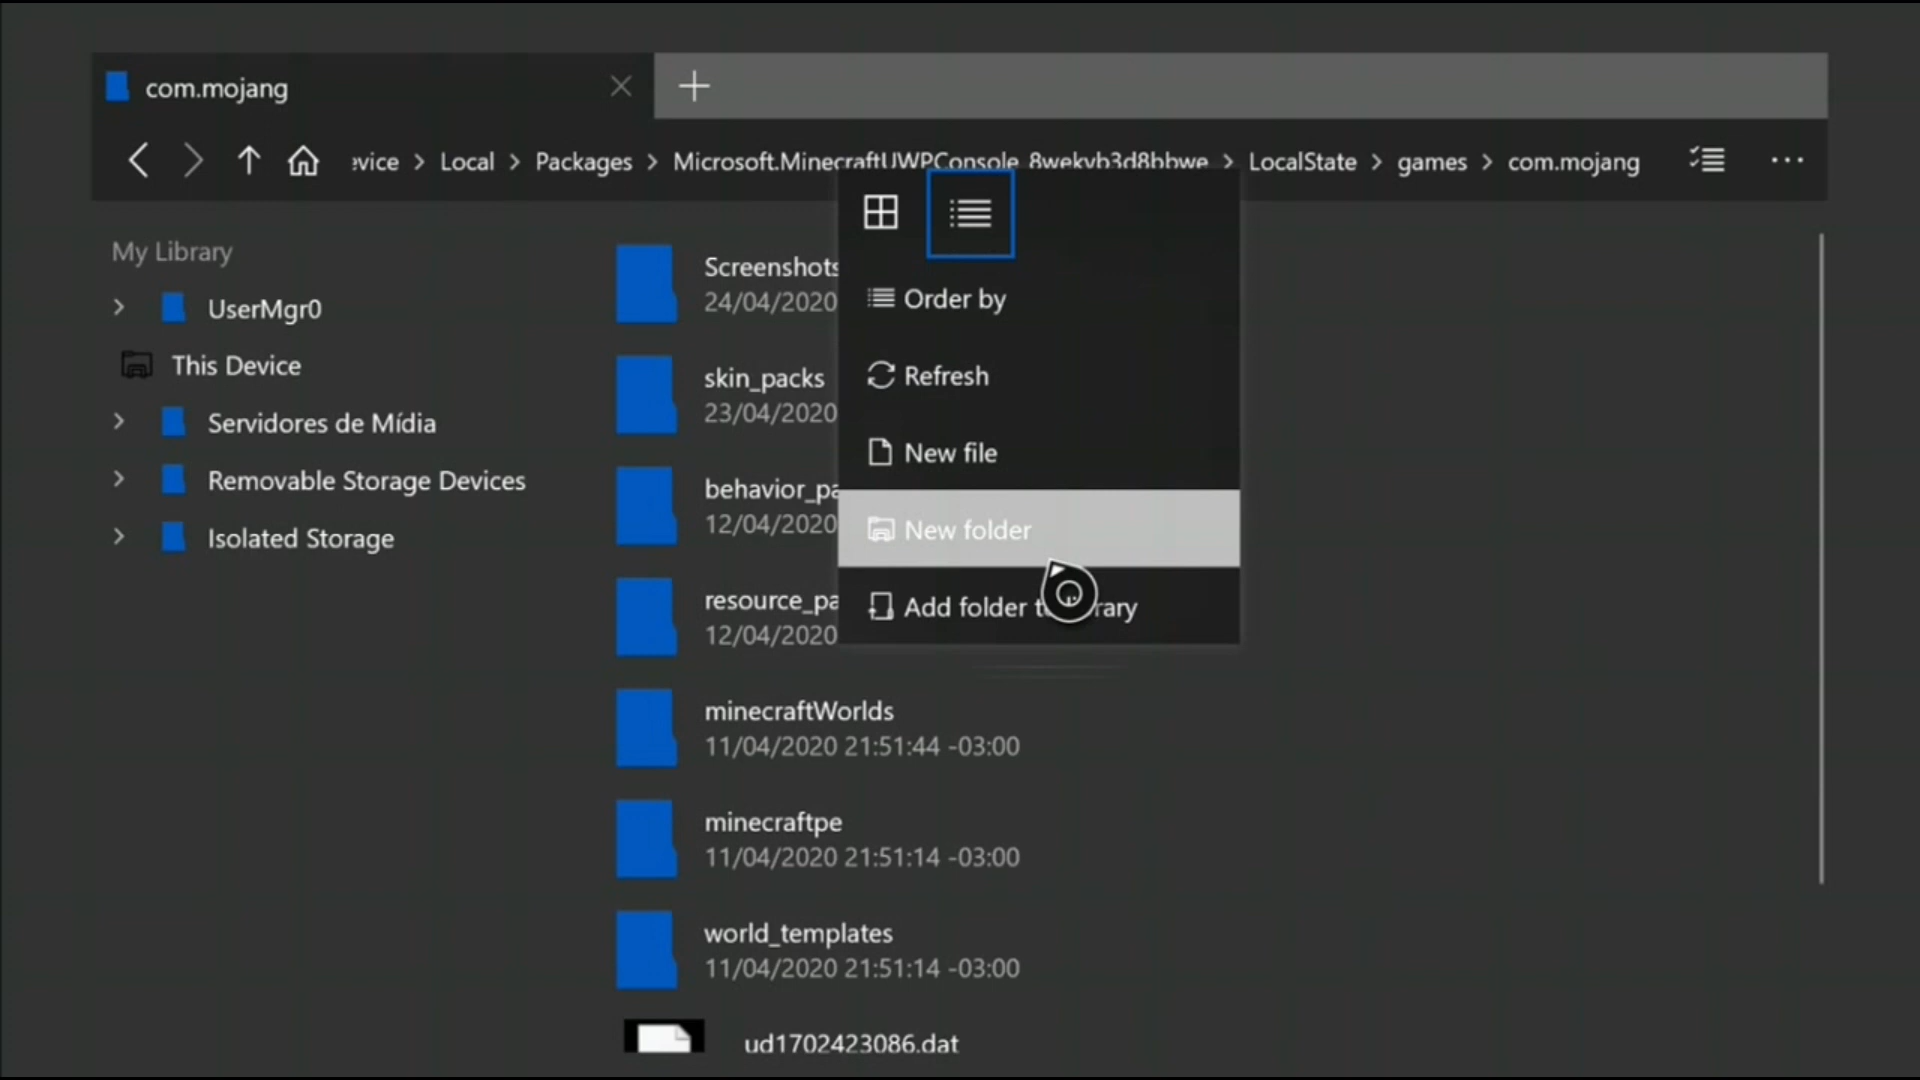 com.mojang
vice > Local > Packages > Microsoft.MinecraftUWPConsole_8wekyb3d8bbwe > LocalState > games > com.mojang
My Library
UserMgr0
This Device
Servidores de Mídia
Removable Storage Devices
Isolated Storage
Screenshots
24/04/2020
skin_packs
23/04/2020
behavior_pa
12/04/2020
resource_pa
12/04/2020
minecraftWorlds
11/04/2020 21:51:44 -03:00
minecraftpe
11/04/2020 21:51:14 -03:00
world_templates
11/04/2020 21:51:14 -03:00
ud1702423086.dat
Order by
Refresh
New file
New folder
Add folder to library